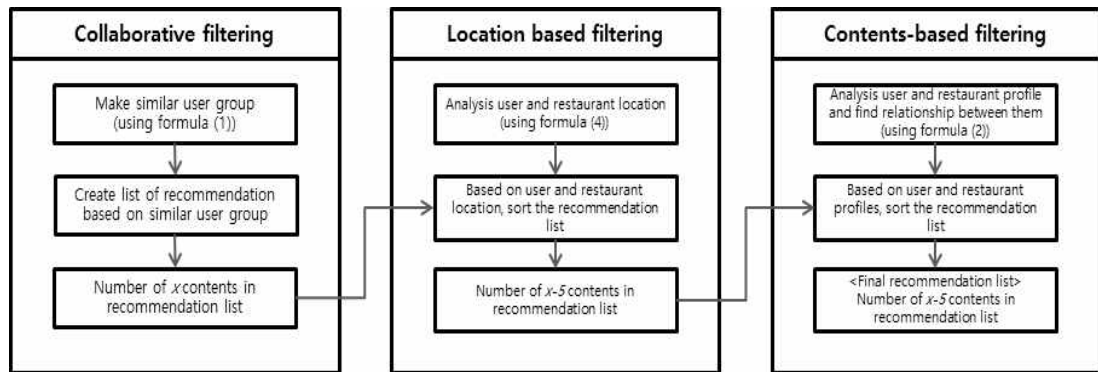 Collaborative filtering
Make similar user group
(using formula (1))
Create list of recommendation
based on similar user group
Number of x contents in
recommendation list
Location based filtering
Analysis user and restaurant location
(using formula (4))
Based on user and restaurant
location, sort the recommendation
list
Number of x-5 contents in
recommendation list
Contents-based filtering
Analysis user and restaurant profile
and find relationship between them
(using formula (2))
Based on user and restaurant
profiles, sort the recommendation
list
<Final recommendation list>
Number of x-5 contents in
recommendation list